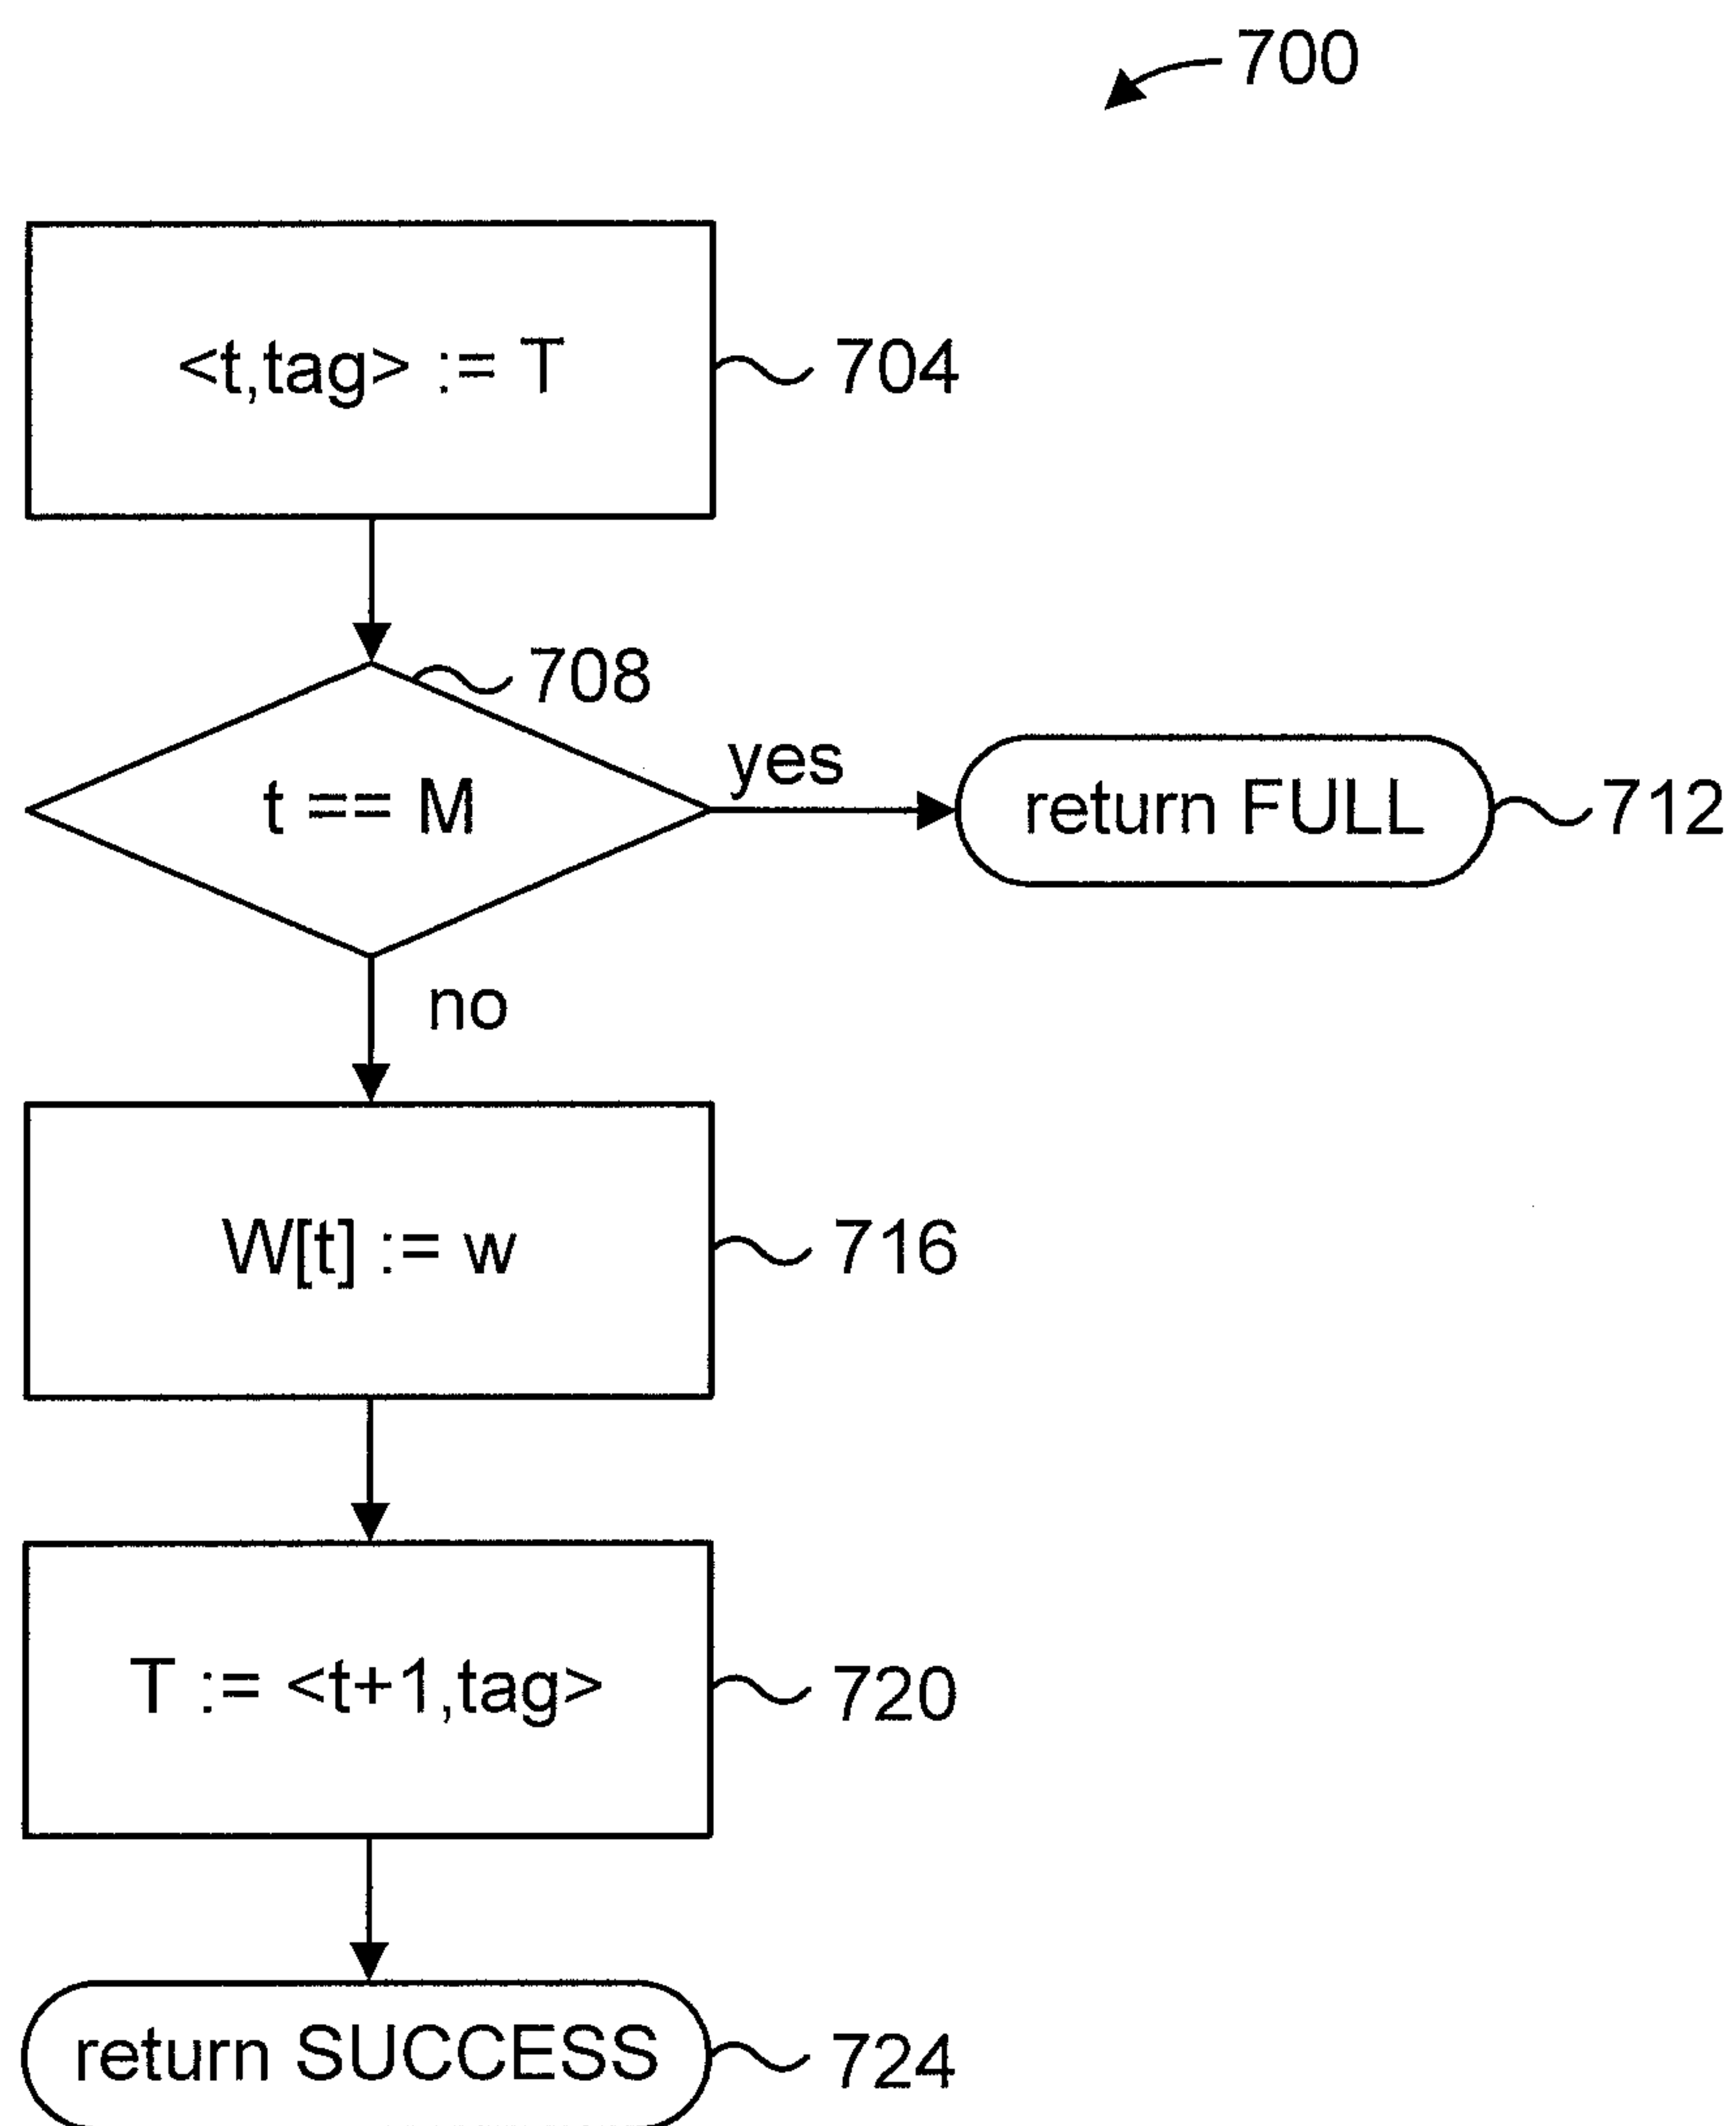 700
<t,tag> := T
704
708
t == M
yes
return FULL
712
no
W[t] := w
716
T := <t+1,tag>
720
return SUCCESS
724